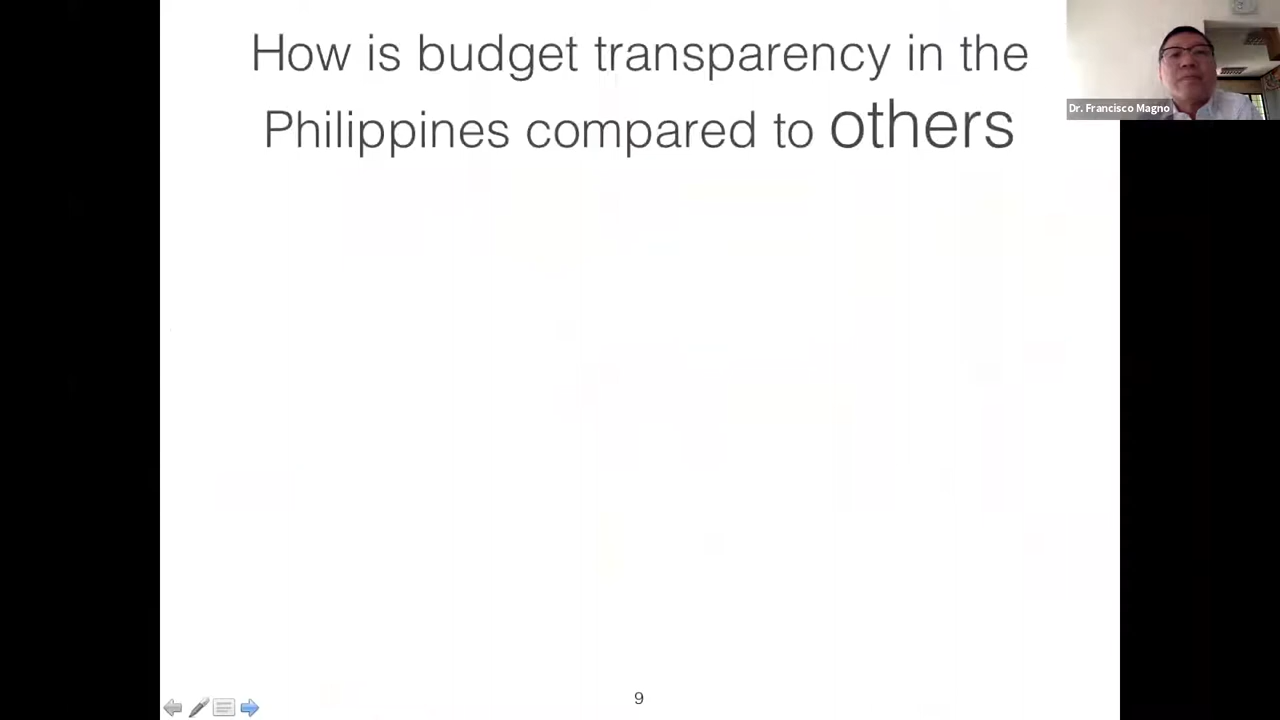 How is budget transparency in the
Philippines compared to others
Dr. Francisco Magno
9